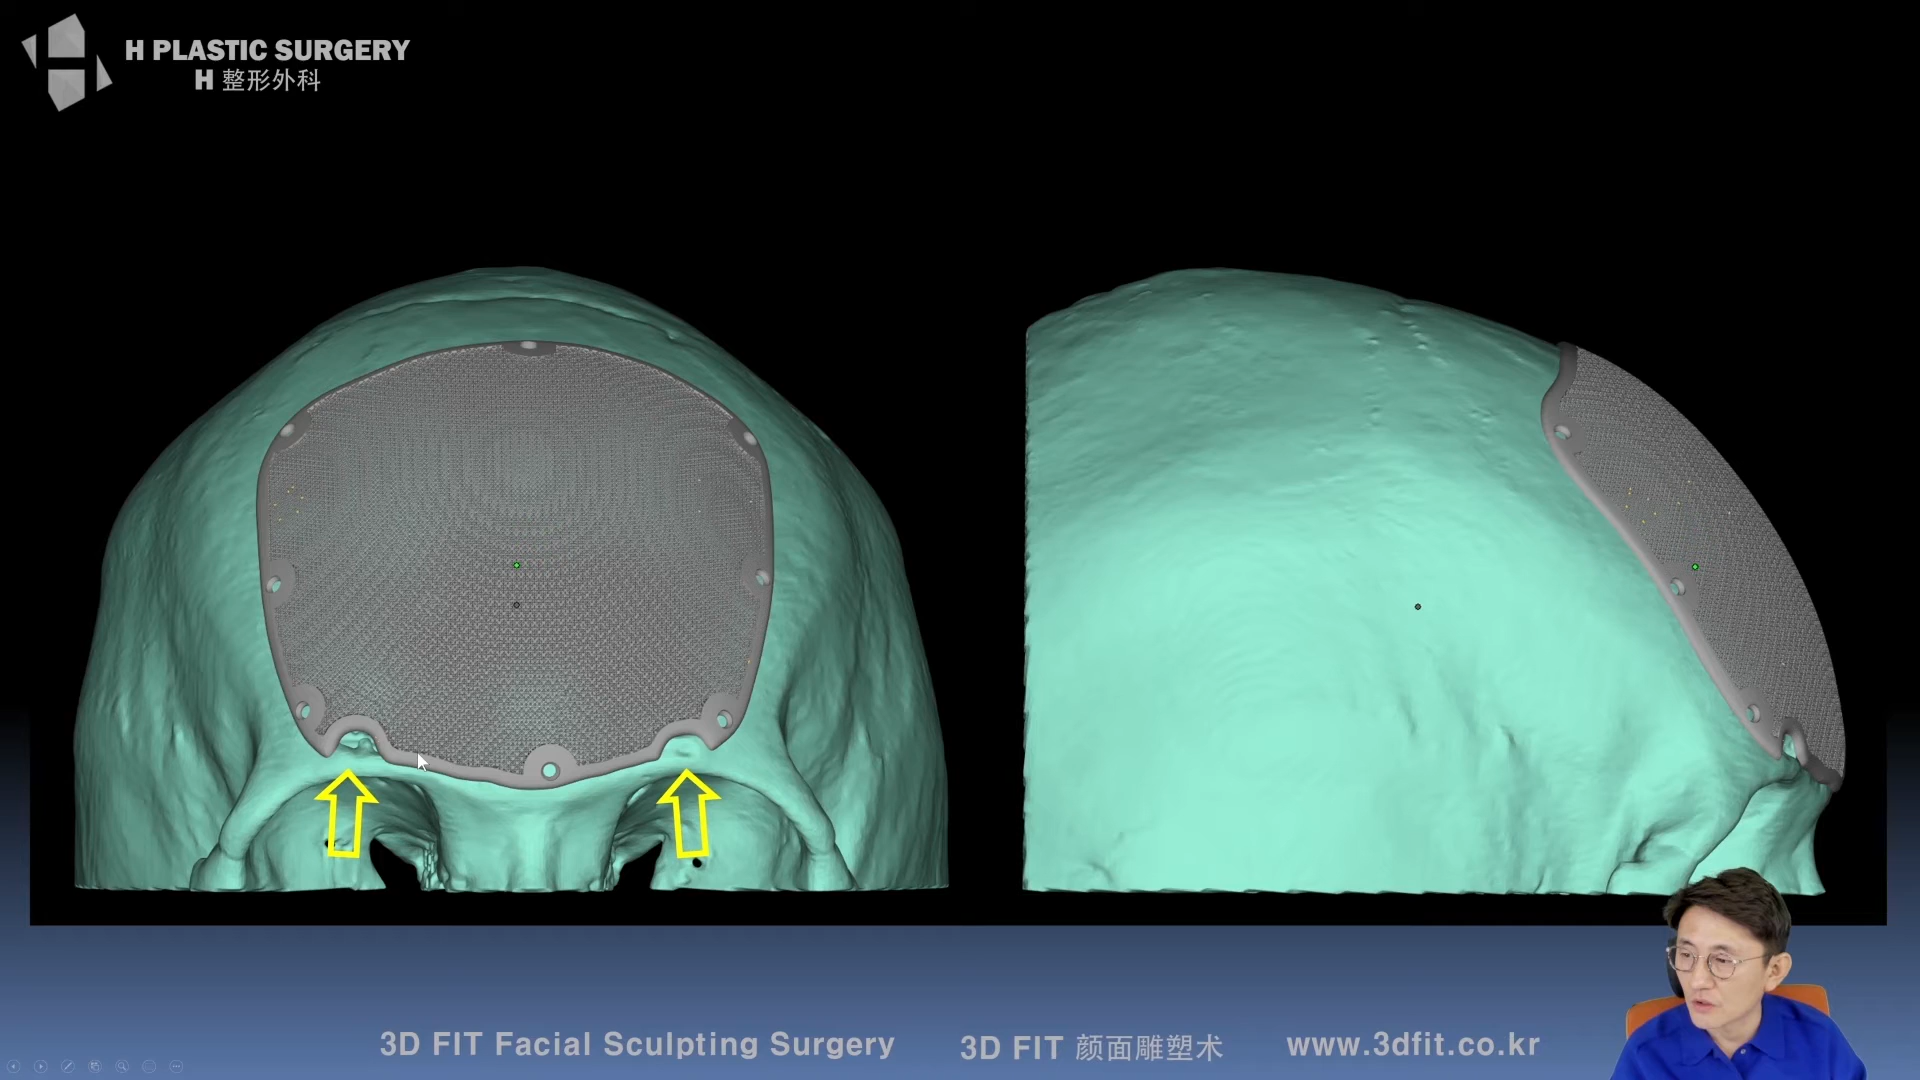 H PLASTIC SURGERY
H 整形外科
3D FIT Facial Sculpting Surgery
3D FIT 颜面雕塑术
www.3dfit.co.kr